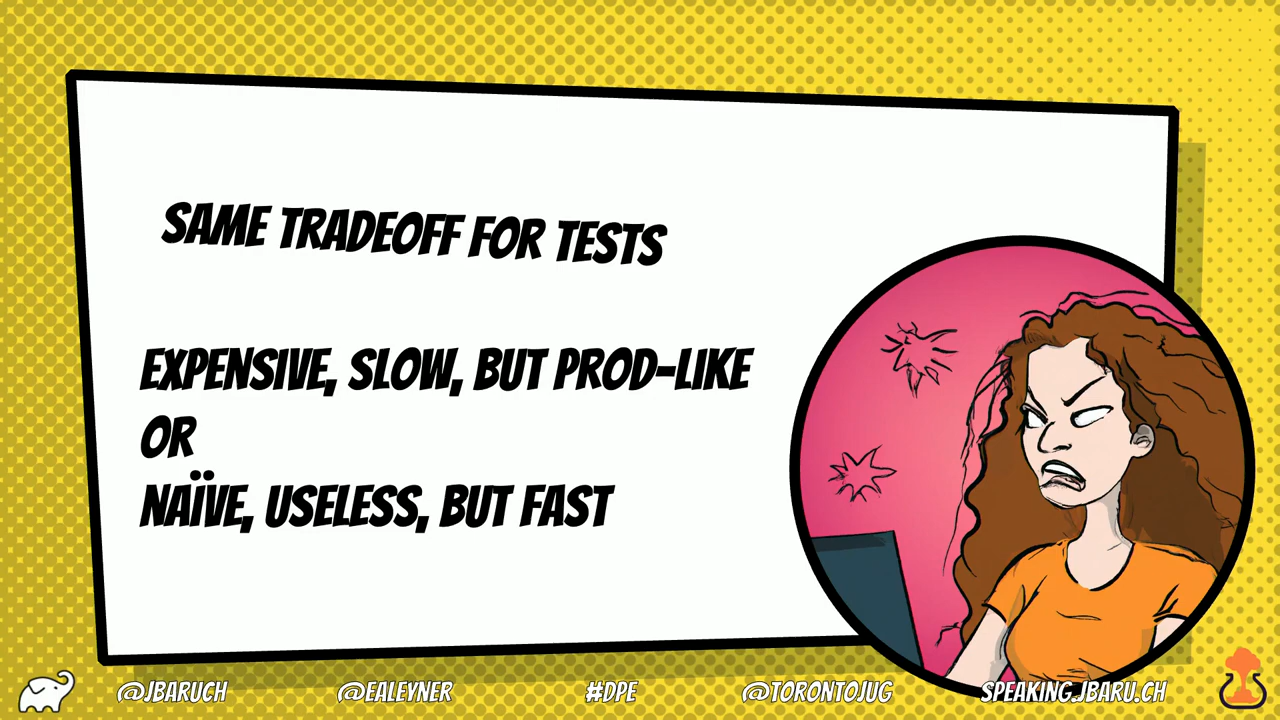 SAME TRADEOFF FOR TESTS
EXPENSIVE, SLOW, BUT PROD-LIKE
OR
NAÏVE, USELESS, BUT FAST
@JBARUCH @EALEYNER #DPE @TORONTOJUG SPEAKING.JBARU.CH